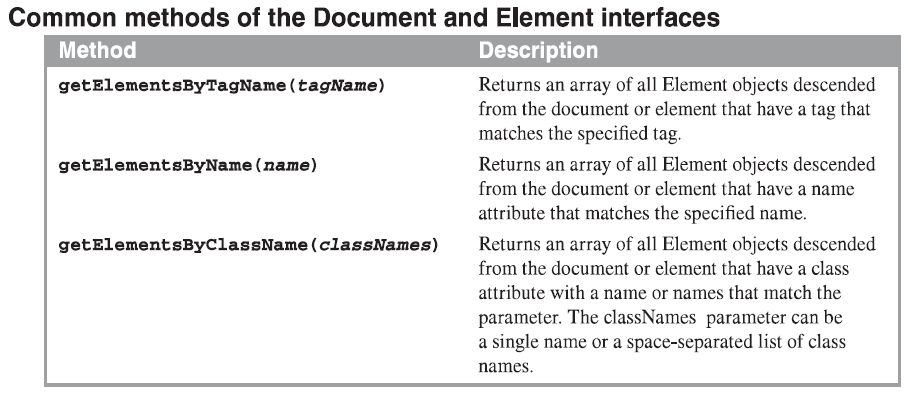 Common methods of the Document and Element interfaces
Method Description
getElementsByTagName(tagName) Returns an array of all Element objects descended
from the document or element that have a tag that
matches the specified tag.
getElementsByName(name) Returns an array of all Element objects descended
from the document or element that have a name
attribute that matches the specified name.
getElementsByClassName(classNames) Returns an array of all Element objects descended
from the document or element that have a class
attribute with a name or names that match the
parameter. The classNames parameter can be
a single name or a space-separated list of class
names.